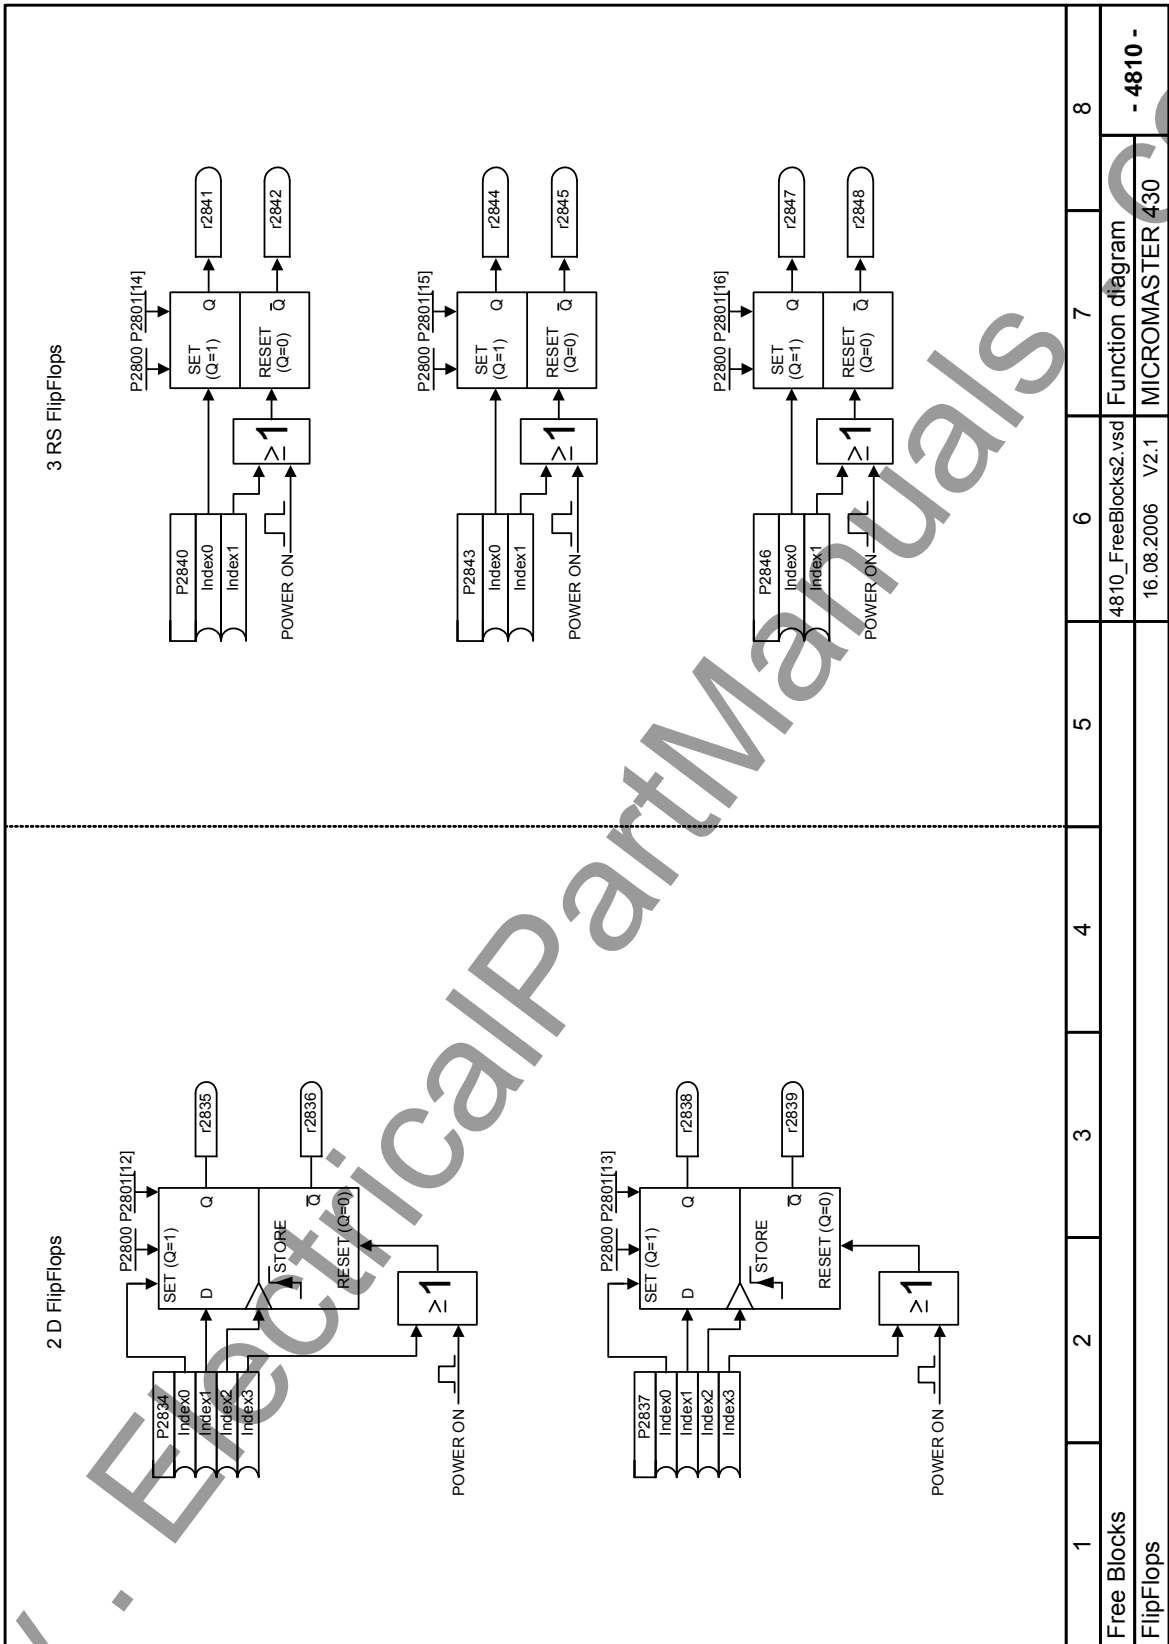 2 D FlipFlops
P2800 P2801[12]
P2834
Index0
Index1
Index2
Index3
SET (Q=1)
D
Q
STORE
Q
RESET (Q=0)
≥1
POWER ON
r2835
r2836
P2800 P2801[13]
P2837
Index0
Index1
Index2
Index3
SET (Q=1)
D
Q
STORE
Q
RESET (Q=0)
≥1
POWER ON
r2838
r2839
3 RS FlipFlops
P2800 P2801[14]
P2840
Index0
Index1
SET
(Q=1)
Q
RESET
(Q=0)
Q
≥1
POWER ON
r2841
r2842
P2800 P2801[15]
P2843
Index0
Index1
SET
(Q=1)
Q
RESET
(Q=0)
Q
≥1
POWER ON
r2844
r2845
P2800 P2801[16]
P2846
Index0
Index1
SET
(Q=1)
Q
RESET
(Q=0)
Q
≥1
POWER ON
r2847
r2848
1 2 3 4 5 6 7 8
Free Blocks 4810_FreeBlocks2.vsd Function diagram - 4810 -
FlipFlops 16.08.2006 V2.1 MICROMASTER 430
. ElectricalPartManuals .